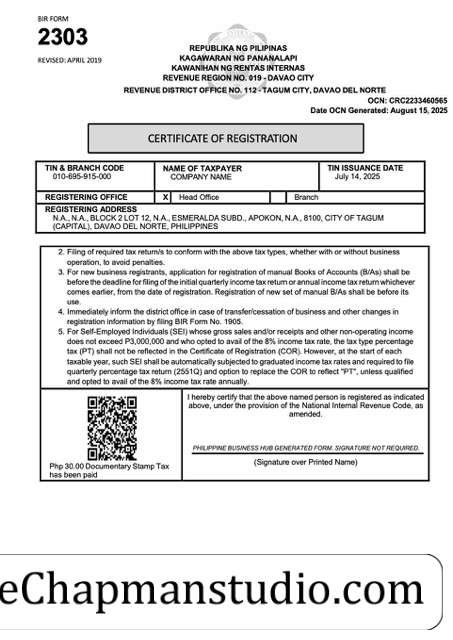 BIR FORM
2303
REVISED: APRIL 2019
REPUBLIKA NG PILIPINAS
KAGAWARAN NG PANANALAPI
KAWANIHAN NG RENTAS INTERNAS
REVENUE REGION NO. 019 - DAVAO CITY
REVENUE DISTRICT OFFICE NO. 112 - TAGUM CITY, DAVAO DEL NORTE
OCN: CRC2233460565
Date OCN Generated: August 15, 2025
CERTIFICATE OF REGISTRATION
TIN & BRANCH CODE NAME OF TAXPAYER TIN ISSUANCE DATE
010-695-915-000 COMPANY NAME July 14, 2025
REGISTERING OFFICE X Head Office Branch
REGISTERING ADDRESS
N.A., N.A., BLOCK 2 LOT 12, N.A., ESMERALDA SUBD., APOKON, N.A., 8100, CITY OF TAGUM
(CAPITAL), DAVAO DEL NORTE, PHILIPPINES
2. Filing of required tax return/s to conform with the above tax types, whether with or without business
operation, to avoid penalties.
3. For new business registrants, application for registration of manual Books of Accounts (B/As) shall be
before the deadline for filing of the initial quarterly income tax return or annual income tax return whichever
comes earlier, from the date of registration. Registration of new set of manual B/As shall be before its
use.
4. Immediately inform the district office in case of transfer/cessation of business and other changes in
registration information by filing BIR Form No. 1905.
5. For Self-Employed Individuals (SEI) whose gross sales and/or receipts and other non-operating income
does not exceed P3,000,000 and who opted to avail of the 8% income tax rate, the tax type percentage
tax (PT) shall not be reflected in the Certificate of Registration (COR). However, at the start of each
taxable year, such SEI shall be automatically subjected to graduated income tax rates and required to file
quarterly percentage tax return (2551Q) and option to replace the COR to reflect "PT", unless qualified
and opted to avail of the 8% income tax rate annually.
I hereby certify that the above named person is registered as indicated
above, under the provision of the National Internal Revenue Code, as
amended.
PHILIPPINE BUSINESS HUB GENERATED FORM. SIGNATURE NOT REQUIRED.
(Signature over Printed Name)
Php 30.00 Documentary Stamp Tax
has been paid
eChapmanstudio.com